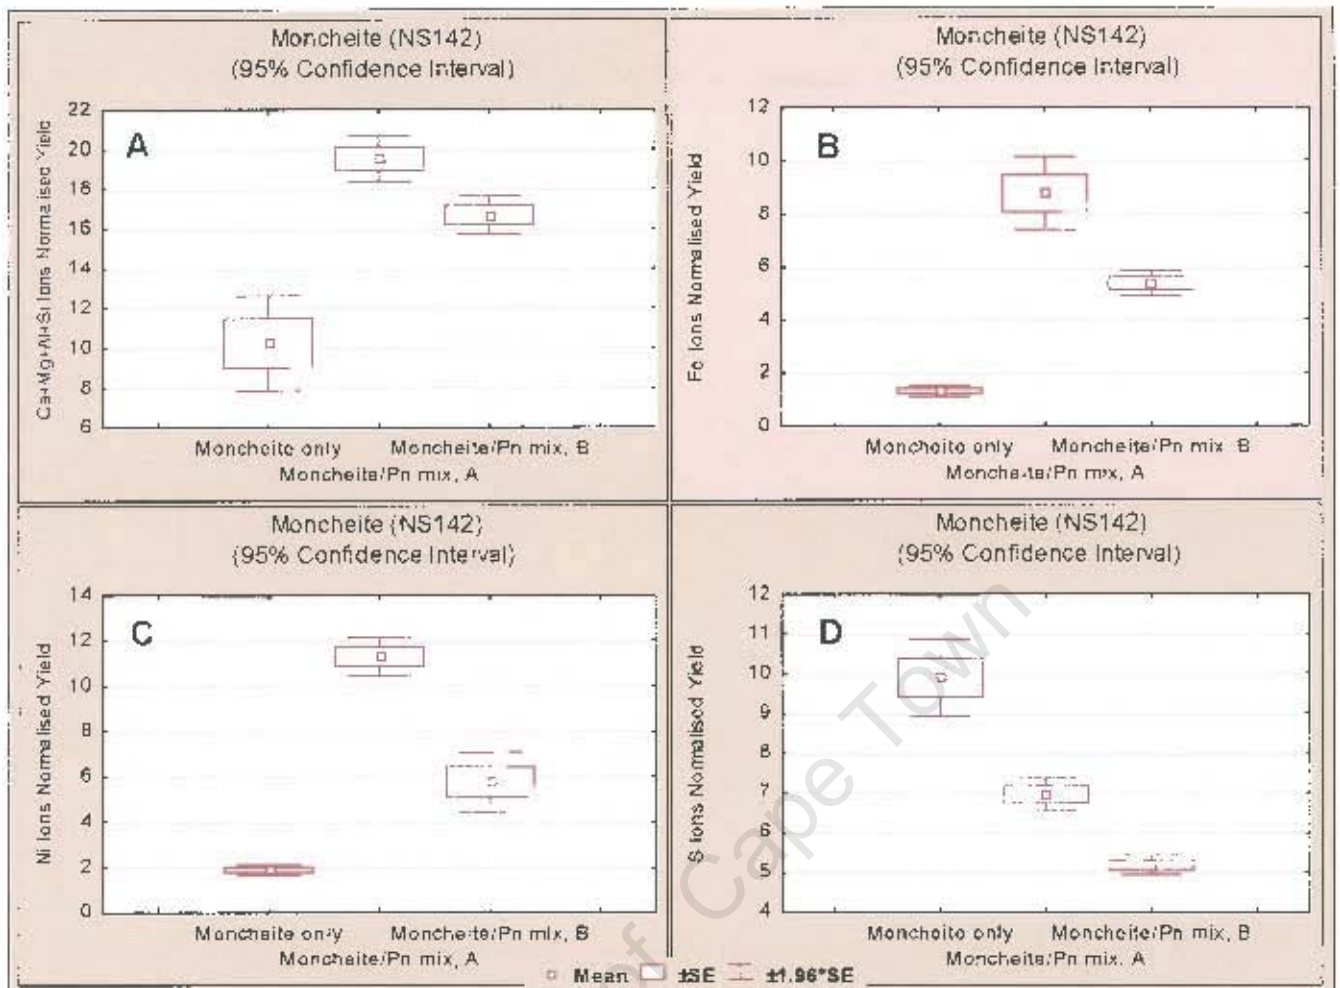 Moncheite (NS142)
(95% Confidence Interval)
A
Ca+Mg+Al+Si Ions Normalised Yield
22
20
18
16
14
12
10
8
6
Moncheite only
Moncheite/Pn mix, B
Moncheite/Pn mix, A
Moncheite (NS142)
(95% Confidence Interval)
B
Fe Ions Normalised Yield
12
10
8
6
4
2
0
Moncheite only
Moncheite/Pn mix B
Moncheite/Pn mix, A
Moncheite (NS142)
(95% Confidence Interval)
C
Ni Ions Normalised Yield
14
12
10
8
6
4
2
0
Moncheite only
Moncheite/Pn mix, B
Moncheite/Pn mix, A
Moncheite (NS142)
(95% Confidence Interval)
D
S Ions Normalised Yield
12
11
10
9
8
7
6
5
4
Moncheite only
Moncheite/Pn mix, B
Moncheite/Pn mix, A
Mean ±SE ±1.96*SE
of Cape Town